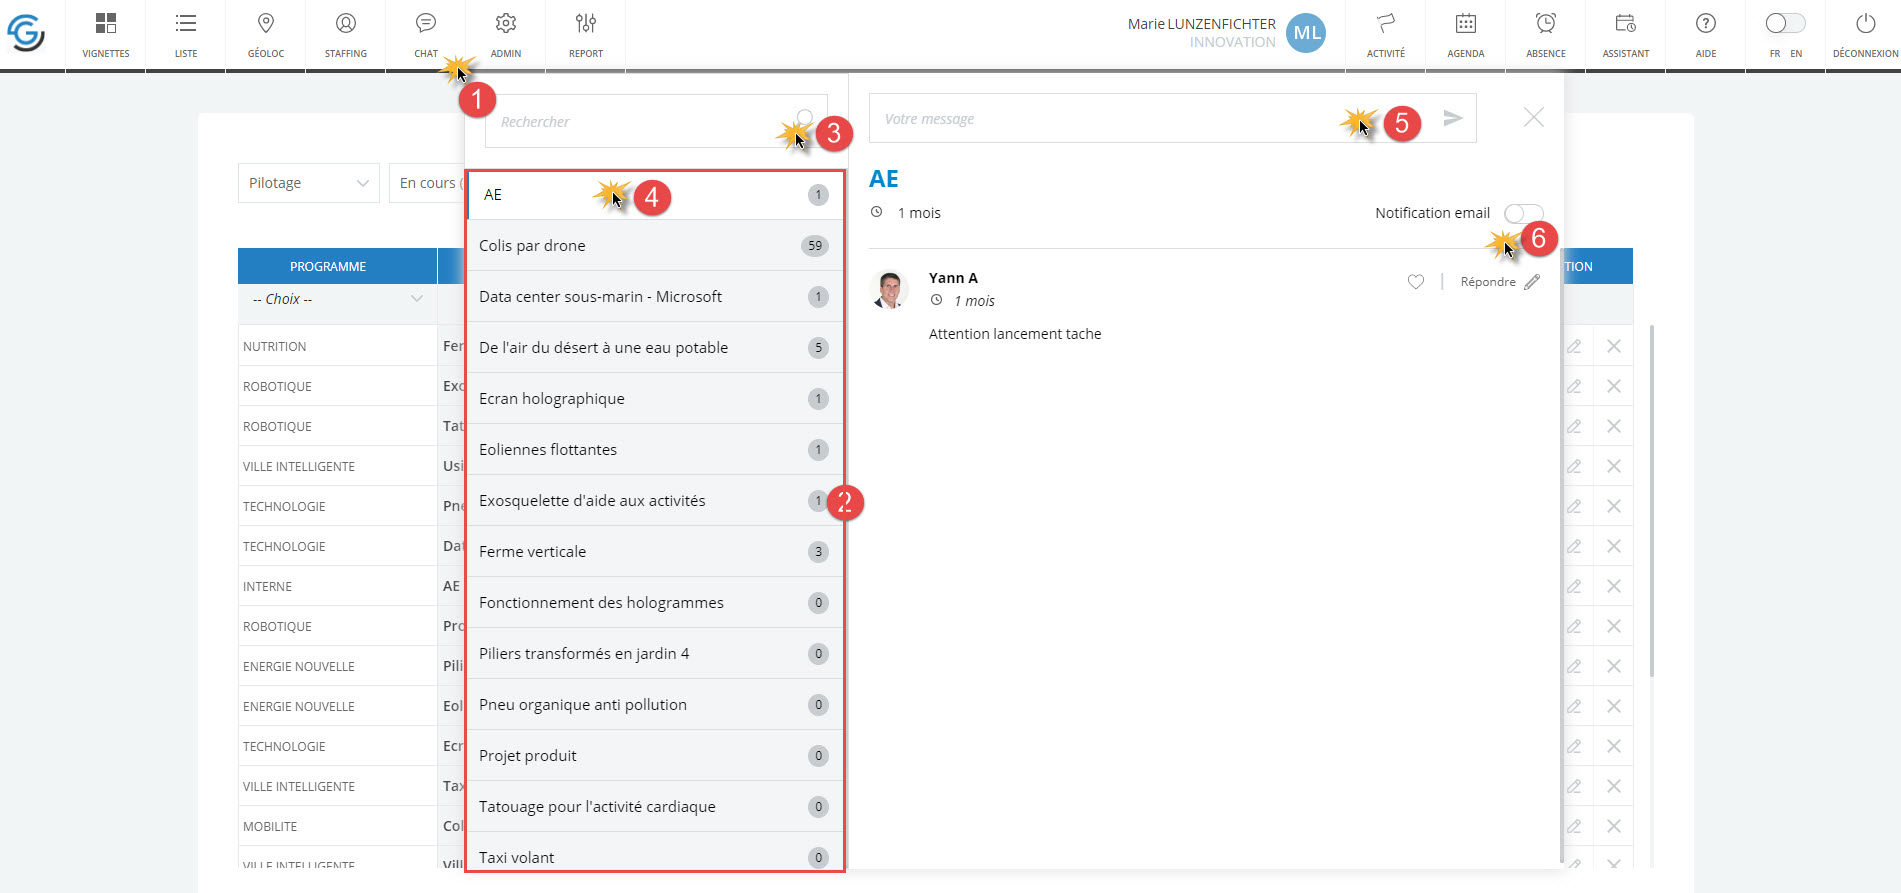 VIGNETTES
LISTE
GÉOLOC
STAFFING
CHAT
ADMIN
REPORT
Marie LUNZENFICHTER
INNOVATION
ML
ACTIVITÉ
AGENDA
ABSENCE
ASSISTANT
AIDE
FR EN
DÉCONNEXION
1
Rechercher
3
Votre message
5
Pilotage
En cours (
AE
4
1
AE
1 mois
Notification email
6
Colis par drone 59
Data center sous-marin - Microsoft 1
De l'air du désert à une eau potable 5
Ecran holographique 1
Eoliennes flottantes 1
Exosquelette d'aide aux activités 1
2
Ferme verticale 3
Fonctionnement des hologrammes 0
Piliers transformés en jardin 4 0
Pneu organique anti pollution 0
Projet produit 0
Tatouage pour l'activité cardiaque 0
Taxi volant 0
Yann A
1 mois
Répondre
Attention lancement tache
PROGRAMME
TION
-- Choix --
NUTRITION Fer
ROBOTIQUE Exo
ROBOTIQUE Tat
VILLE INTELLIGENTE Usi
TECHNOLOGIE Pne
TECHNOLOGIE Dat
INTERNE AE
ROBOTIQUE Pro
ENERGIE NOUVELLE Pili
ENERGIE NOUVELLE Eol
TECHNOLOGIE Ecr
VILLE INTELLIGENTE Tax
MOBILITE Col
VILLE INTELLIGENTE Vill